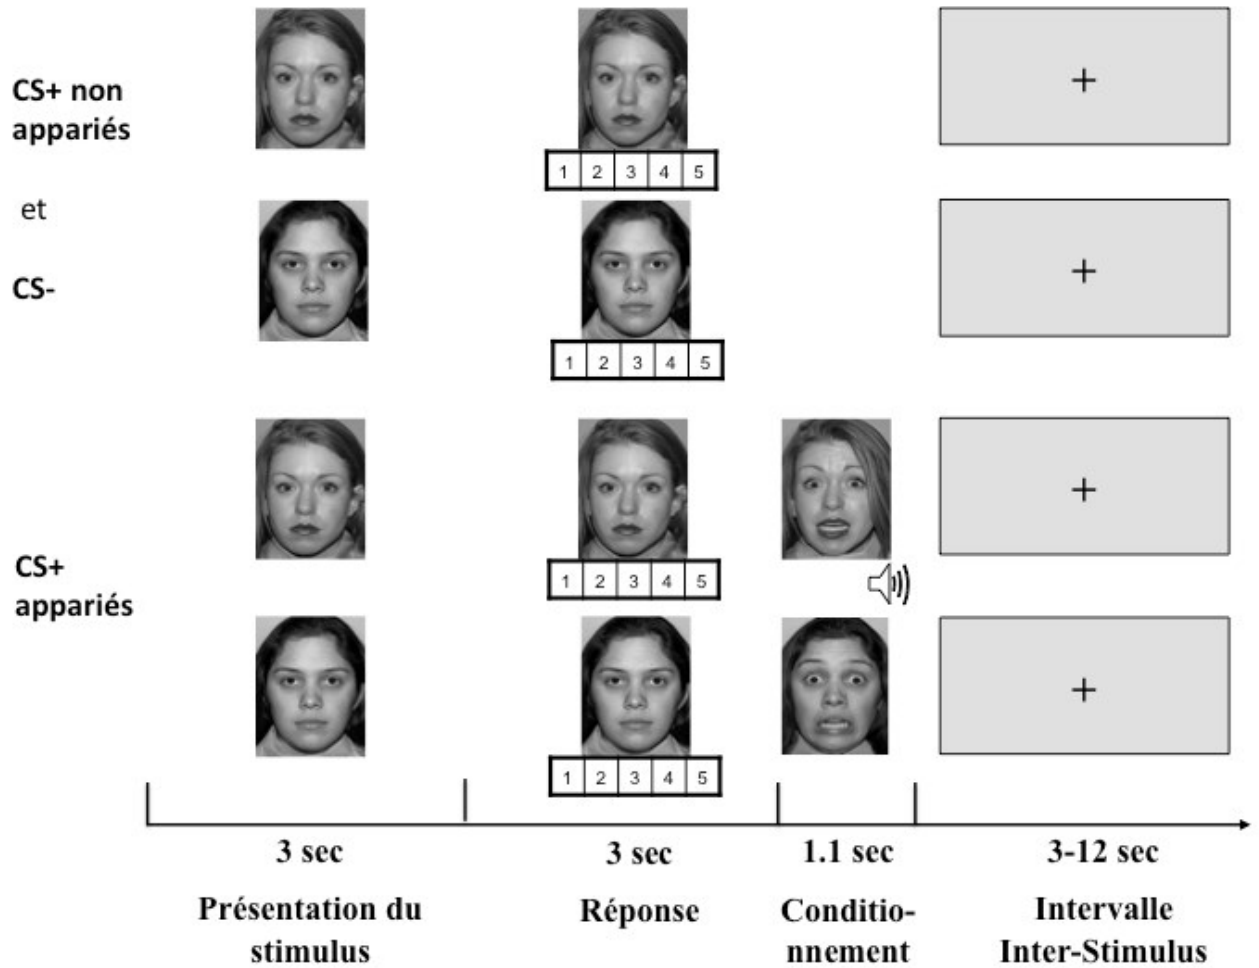 CS+ non
appariés
1 2 3 4 5
et
CS-
1 2 3 4 5
CS+
appariés
1 2 3 4 5
1 2 3 4 5
3 sec 3 sec 1.1 sec 3-12 sec
Présentation du Réponse Conditio- Intervalle
stimulus nnement Inter-Stimulus